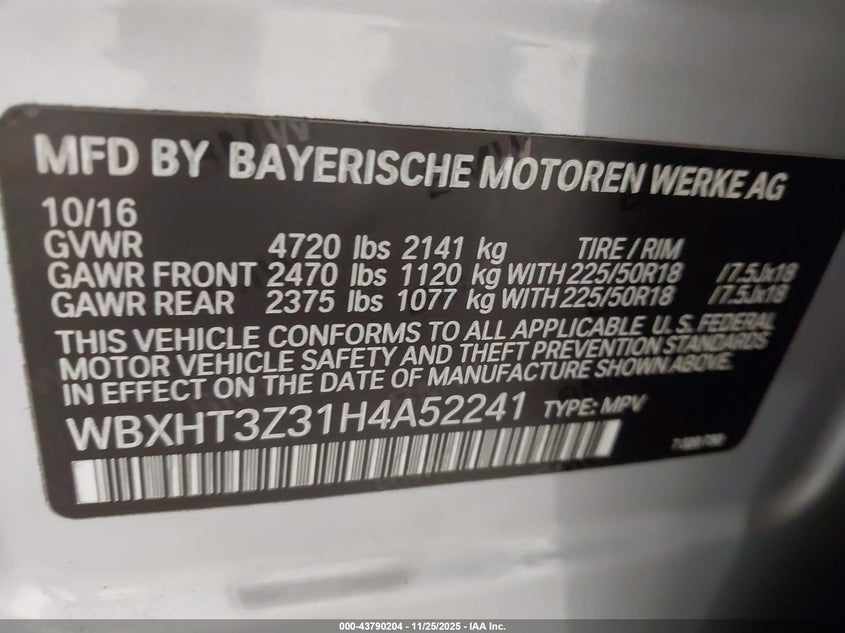 MFD BY BAYERISCHE MOTOREN WERKE AG
10/16
GVWR 4720 lbs 2141 kg TIRE / RIM
GAWR FRONT 2470 lbs 1120 kg WITH 225/50R18 /7.5Jx18
GAWR REAR 2375 lbs 1077 kg WITH 225/50R18 /7.5Jx18
THIS VEHICLE CONFORMS TO ALL APPLICABLE U.S. FEDERAL
MOTOR VEHICLE SAFETY AND THEFT PREVENTION STANDARDS
IN EFFECT ON THE DATE OF MANUFACTURE SHOWN ABOVE.
WBXHT3Z31H4A52241 TYPE: MPV
000-43790204 - 11/25/2025 - IAA Inc.